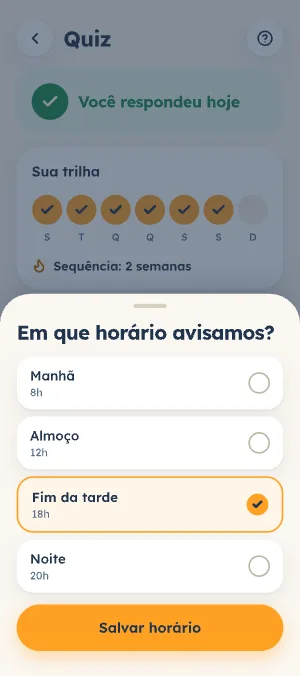 Quiz
Você respondeu hoje
Sua trilha
S T Q Q S S D
Sequência: 2 semanas
Em que horário avisamos?
Manhã
8h
Almoço
12h
Fim da tarde
18h
Noite
20h
Salvar horário